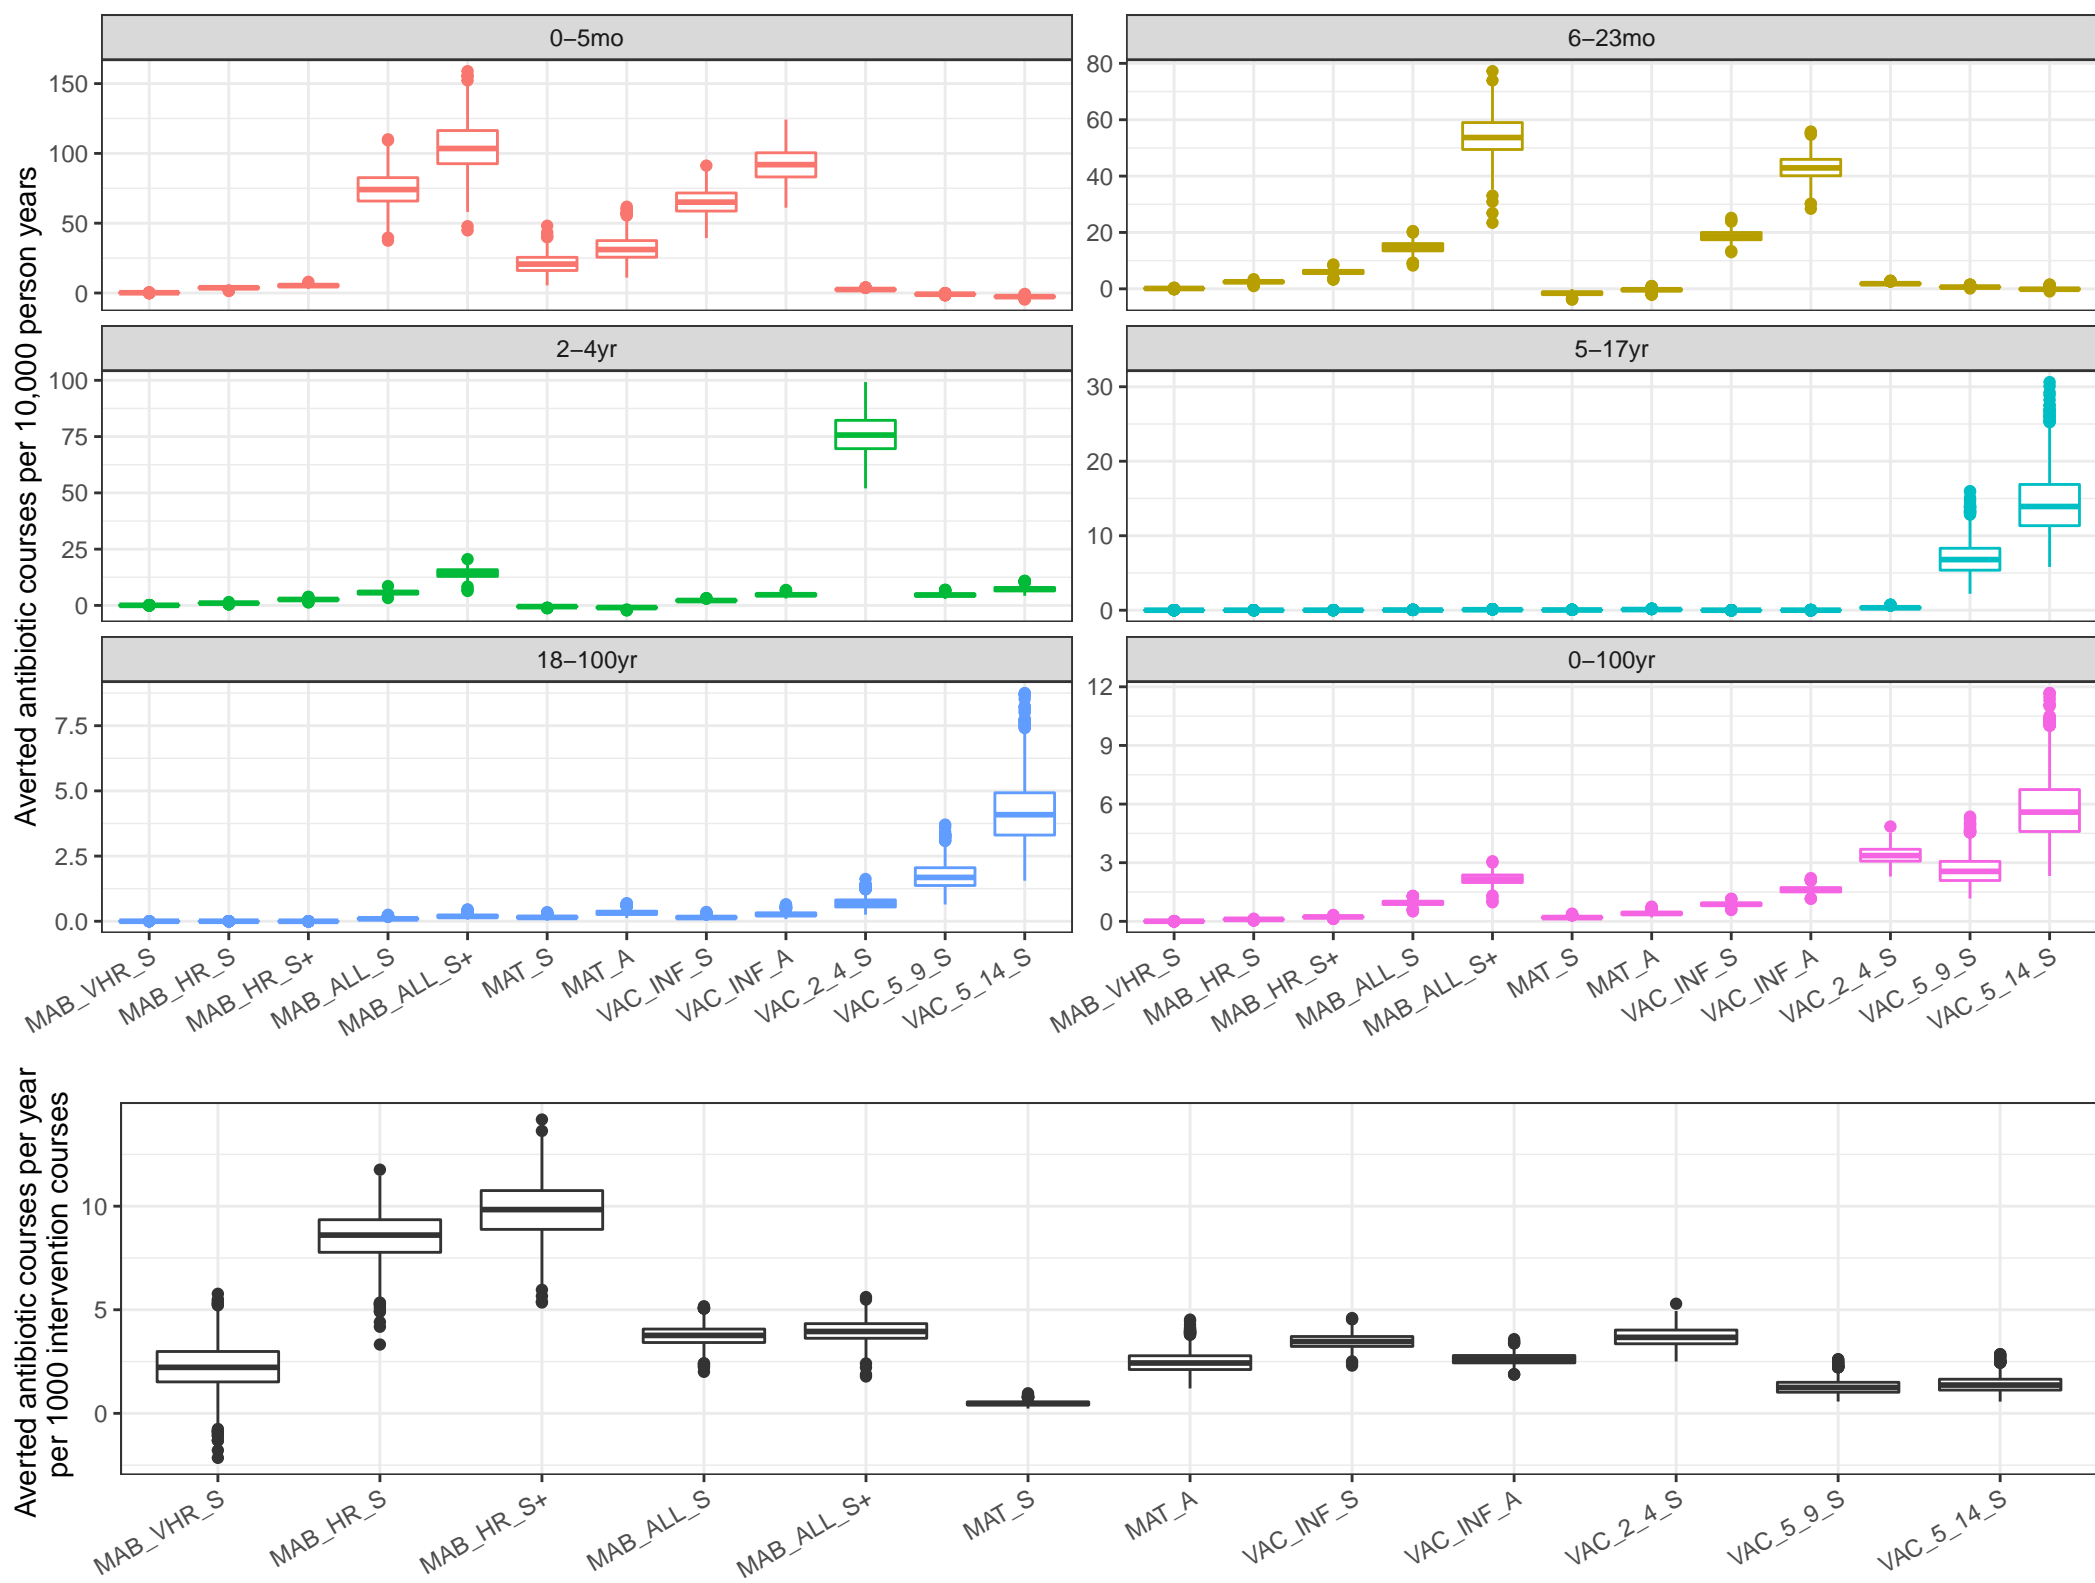 0–5mo
6–23mo
150
100
50
0
80
60
40
20
0
2–4yr
5–17yr
100
75
50
25
0
30
20
10
0
18–100yr
0–100yr
7.5
5.0
2.5
0.0
12
9
6
3
0
Averted antibiotic courses per 10,000 person years
MAB_VHR_S
MAB_HR_S
MAB_HR_S+
MAB_ALL_S
MAB_ALL_S+
MAT_S
MAT_A
VAC_INF_S
VAC_INF_A
VAC_2_4_S
VAC_5_9_S
VAC_5_14_S
MAB_VHR_S
MAB_HR_S
MAB_HR_S+
MAB_ALL_S
MAB_ALL_S+
MAT_S
MAT_A
VAC_INF_S
VAC_INF_A
VAC_2_4_S
VAC_5_9_S
VAC_5_14_S
Averted antibiotic courses per year
per 1000 intervention courses
10
5
0
MAB_VHR_S
MAB_HR_S
MAB_HR_S+
MAB_ALL_S
MAB_ALL_S+
MAT_S
MAT_A
VAC_INF_S
VAC_INF_A
VAC_2_4_S
VAC_5_9_S
VAC_5_14_S